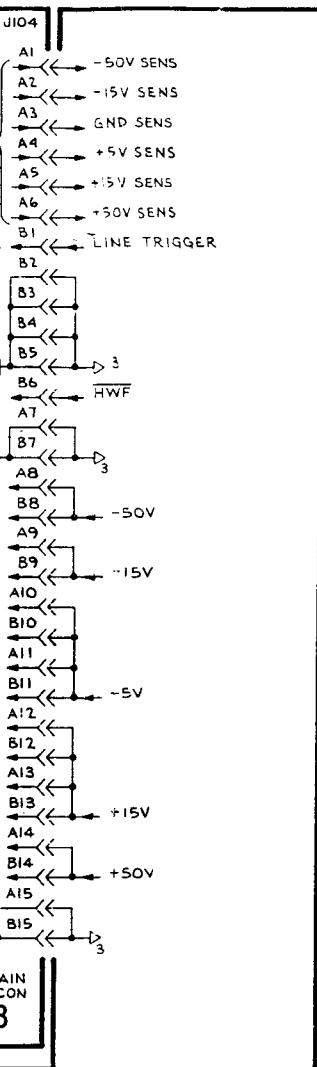 J104
A1 -50V SENS
A2 -15V SENS
A3 GND SENS
A4 +5V SENS
A5 +15V SENS
A6 +50V SENS
B1 LINE TRIGGER
B2
B3
B4
B5 3
B6 HWF
A7
B7 3
A8
B8 -50V
A9
B9 -15V
A10
B10
A11
B11 -5V
A12
B12
A13
B13 +15V
A14
B14 +50V
A15
B15 3
AIN
CON